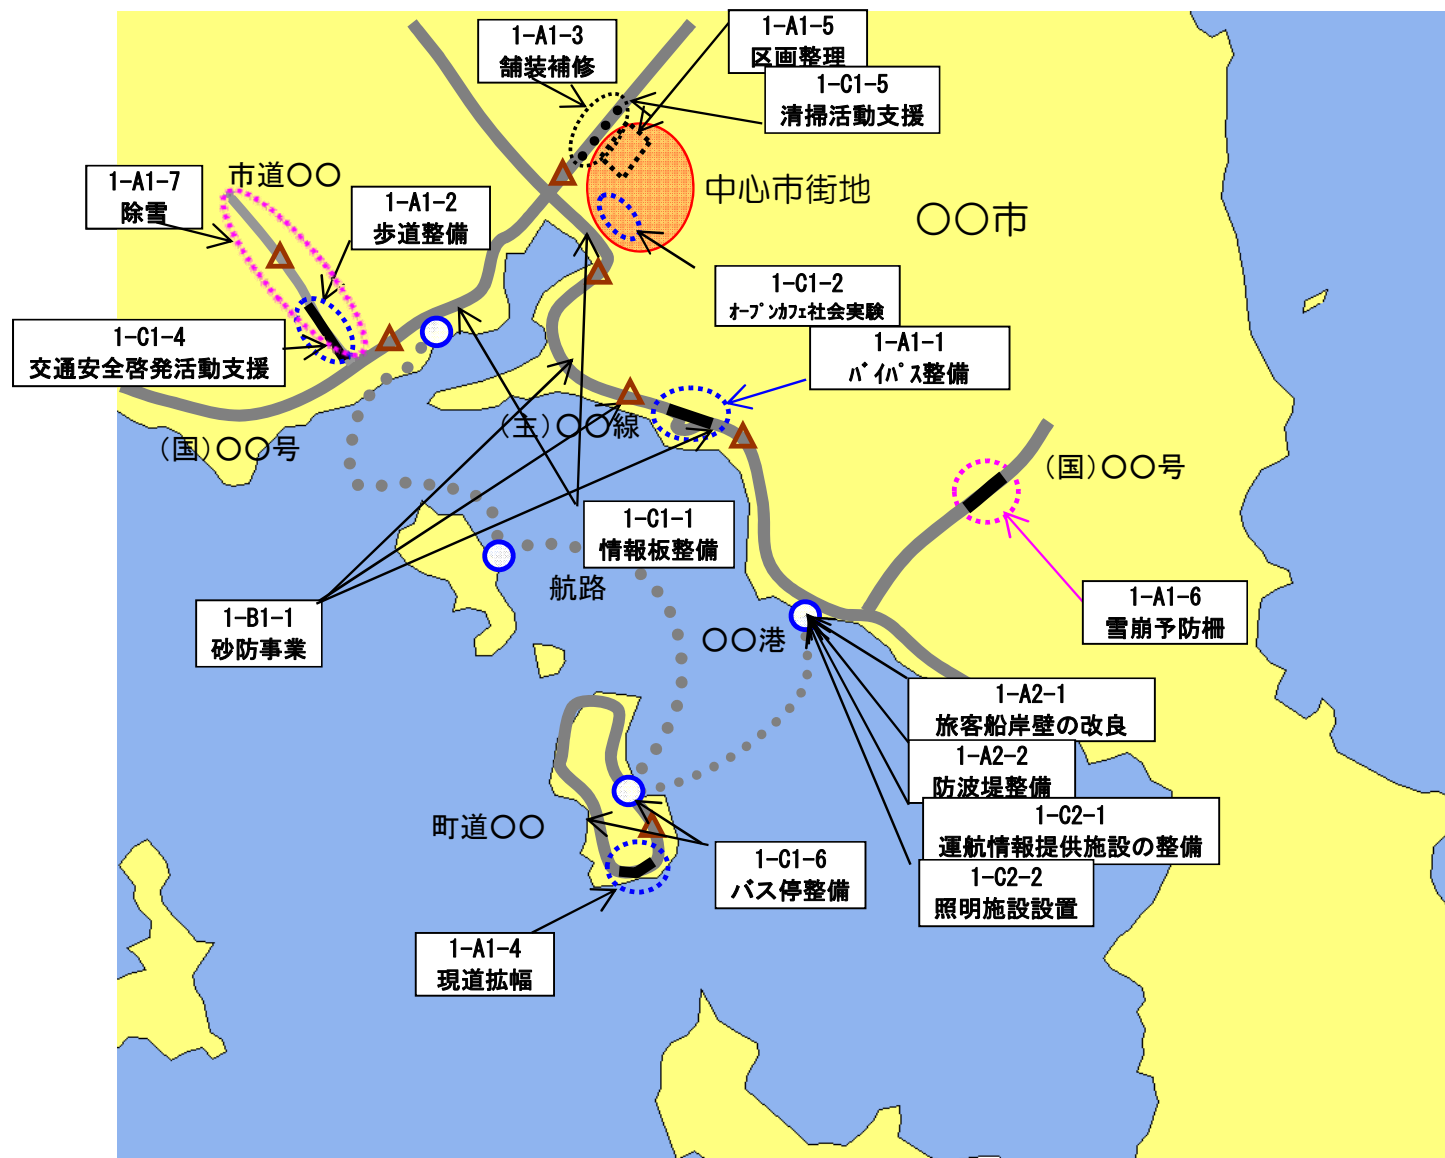 1-A1-3
舗装補修
1-A1-5
区画整理
1-C1-5
清掃活動支援
市道〇〇
1-A1-7
除雪
1-A1-2
歩道整備
中心市街地
〇〇市
1-C1-2
ｵｰﾌﾟﾝｶﾌｪ社会実験
1-C1-4
交通安全啓発活動支援
1-A1-1
ﾊﾞｲﾊﾟｽ整備
(国)〇〇号
(主)〇〇線
(国)〇〇号
1-C1-1
情報板整備
航路
1-B1-1
砂防事業
1-A1-6
雪崩予防柵
〇〇港
1-A2-1
旅客船岸壁の改良
1-A2-2
防波堤整備
1-C2-1
運航情報提供施設の整備
町道〇〇
1-C1-6
バス停整備
1-C2-2
照明施設設置
1-A1-4
現道拡幅